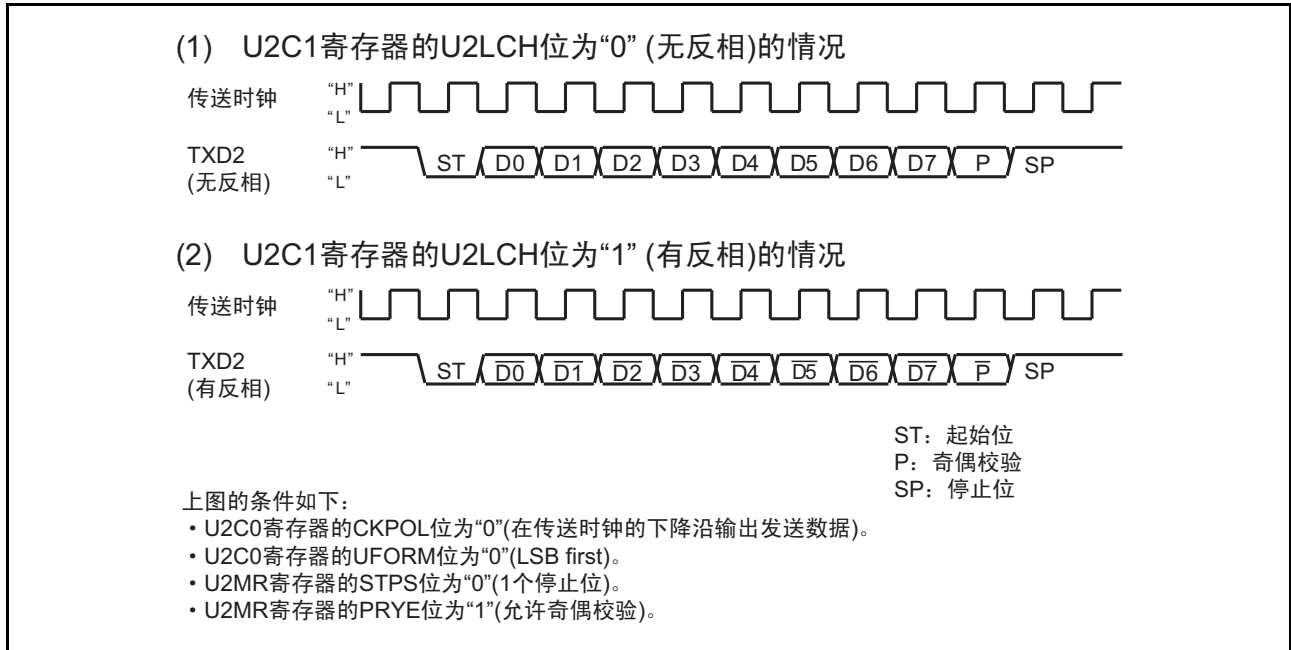 (1) U2C1寄存器的U2LCH位为“0” (无反相)的情况
传送时钟 “H”
“L”
TXD2 “H”
(无反相) “L”
ST D0 D1 D2 D3 D4 D5 D6 D7 P SP
(2) U2C1寄存器的U2LCH位为“1” (有反相)的情况
传送时钟 “H”
“L”
TXD2 “H”
(有反相) “L”
ST D̅0̅ D̅1̅ D̅2̅ D̅3̅ D̅4̅ D̅5̅ D̅6̅ D̅7̅ P̅ SP
ST：起始位
P：奇偶校验
SP：停止位
上图的条件如下：
・U2C0寄存器的CKPOL位为“0”(在传送时钟的下降沿输出发送数据)。
・U2C0寄存器的UFORM位为“0”(LSB first)。
・U2MR寄存器的STPS位为“0”(1个停止位)。
・U2MR寄存器的PRYE位为“1”(允许奇偶校验)。